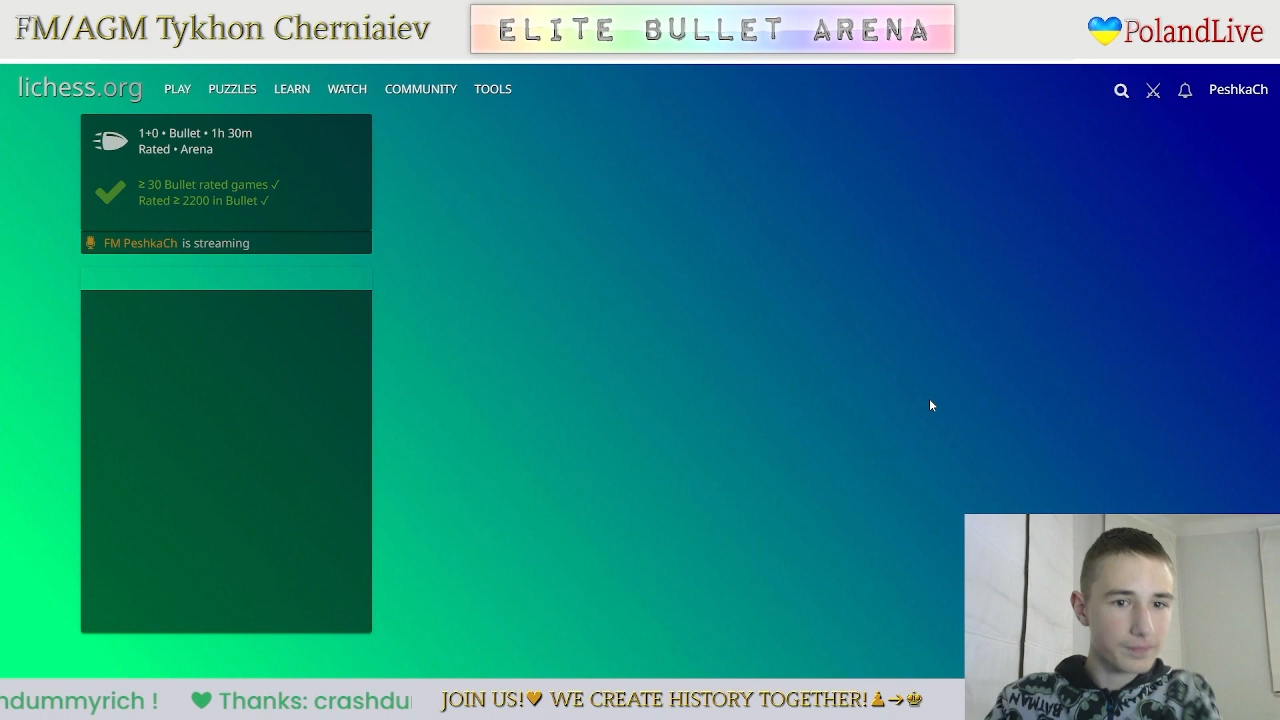 FM/AGM Tykhon Cherniaiev
ELITE BULLET ARENA
PolandLive
lichess.org PLAY PUZZLES LEARN WATCH COMMUNITY TOOLS PeshkaCh
1+0 • Bullet • 1h 30m
Rated • Arena
≥ 30 Bullet rated games ✓
Rated ≥ 2200 in Bullet ✓
FM PeshkaCh is streaming
ndummyrich ! 💚 Thanks: crashdu
JOIN US!🧡 WE CREATE HISTORY TOGETHER!♟→♚
BATMAN